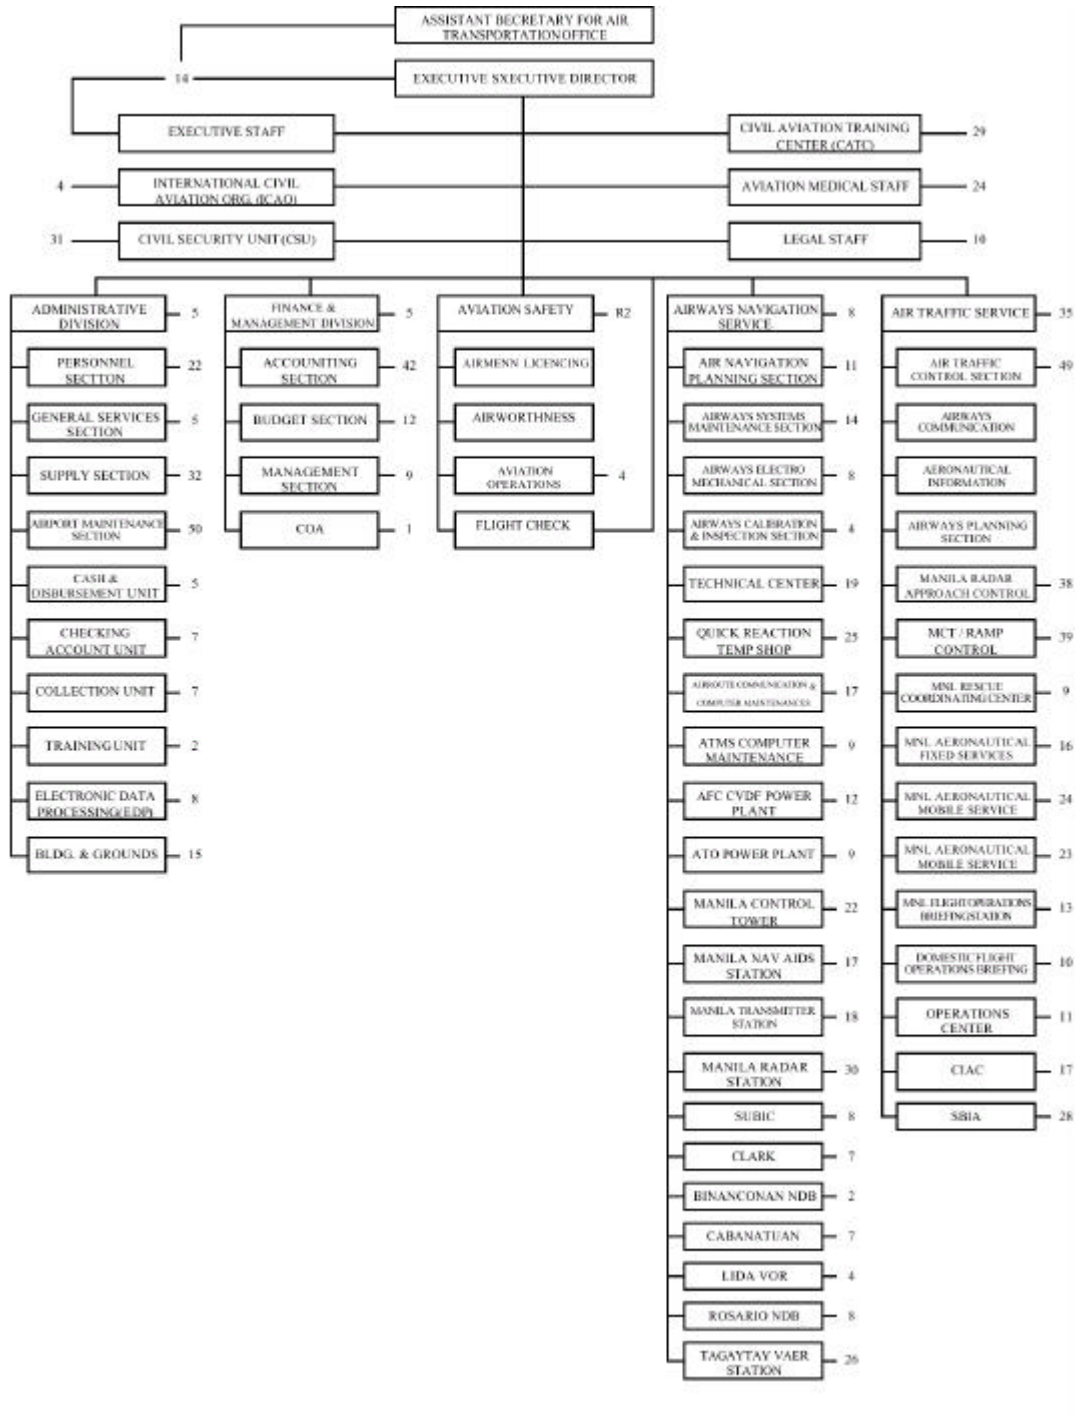 ASSISTANT BECRETARY FOR AIR
TRANSPORTATION OFFICE
14
EXECUTIVE SXECUTIVE DIRECTOR
EXECUTIVE STAFF
CIVIL AVIATION TRAINING
CENTER (CATC)
29
4
INTERNATIONAL CIVIL
AVIATION ORG. (ICAO)
AVIATION MEDICAL STAFF
24
31
CIVIL SECURITY UNIT (CSU)
LEGAL STAFF
10
ADMINISTRATIVE
DIVISION
5
PERSONNEL
SECTTON
22
GENERAL SERVICES
SECTION
5
SUPPLY SECTION
32
AIRPORT MAINTENANCE
SECTION
50
CASH &
DISBURSEMENT UNIT
5
CHECKING
ACCOUNT UNIT
7
COLLECTION UNIT
7
TRAINING UNIT
2
ELECTRONIC DATA
PROCESSING(EDP)
8
BLDG. & GROUNDS
15
FINANCE &
MANAGEMENT DIVISION
5
ACCOUNITING
SECTION
42
BUDGET SECTION
12
MANAGEMENT
SECTION
9
COA
1
AVIATION SAFETY
R2
AIRMENN LICENCING
AIRWORTHNESS
AVIATION
OPERATIONS
4
FLIGHT CHECK
AIRWAYS NAVIGATION
SERVICE
8
AIR NAVIGATION
PLANNING SECTION
11
AIRWAYS SYSTEMS
MAINTENANCE SECTION
14
AIRWAYS ELECTRO
MECHANICAL SECTION
8
AIRWAYS CALIBRATION
& INSPECTION SECTION
4
TECHNICAL CENTER
19
QUICK REACTION
TEMP SHOP
25
AIRROUTE COMMUNICATION &
COMPUTER MAINTENANCES
17
ATMS COMPUTER
MAINTENANCE
9
AFC CVDF POWER
PLANT
12
ATO POWER PLANT
9
MANILA CONTROL
TOWER
22
MANILA NAV AIDS
STATION
17
MANILA TRANSMITTER
STATION
18
MANILA RADAR
STATION
30
SUBIC
8
CLARK
7
BINANCONAN NDB
2
CABANATUAN
7
LIDA VOR
4
ROSARIO NDB
8
TAGAYTAY VAER
STATION
26
AIR TRAFFIC SERVICE
35
AIR TRAFFIC
CONTROL SECTION
49
AIRWAYS
COMMUNICATION
AERONAUTICAL
INFORMATION
AIRWAYS PLANNING
SECTION
MANILA RADAR
APPROACH CONTROL
38
MCT / RAMP
CONTROL
39
MNL RESCUE
COORDINATING CENTER
9
MNL AERONAUTICAL
FIXED SERVICES
16
MNL AERONAUTICAL
MOBILE SERVICE
24
MNL AERONAUTICAL
MOBILE SERVICE
23
MNL FLIGHT OPERATIONS
BRIEFING STATION
13
DOMESTIC FLIGHT
OPERATIONS BRIEFING
10
OPERATIONS
CENTER
11
CIAC
17
SBIA
28